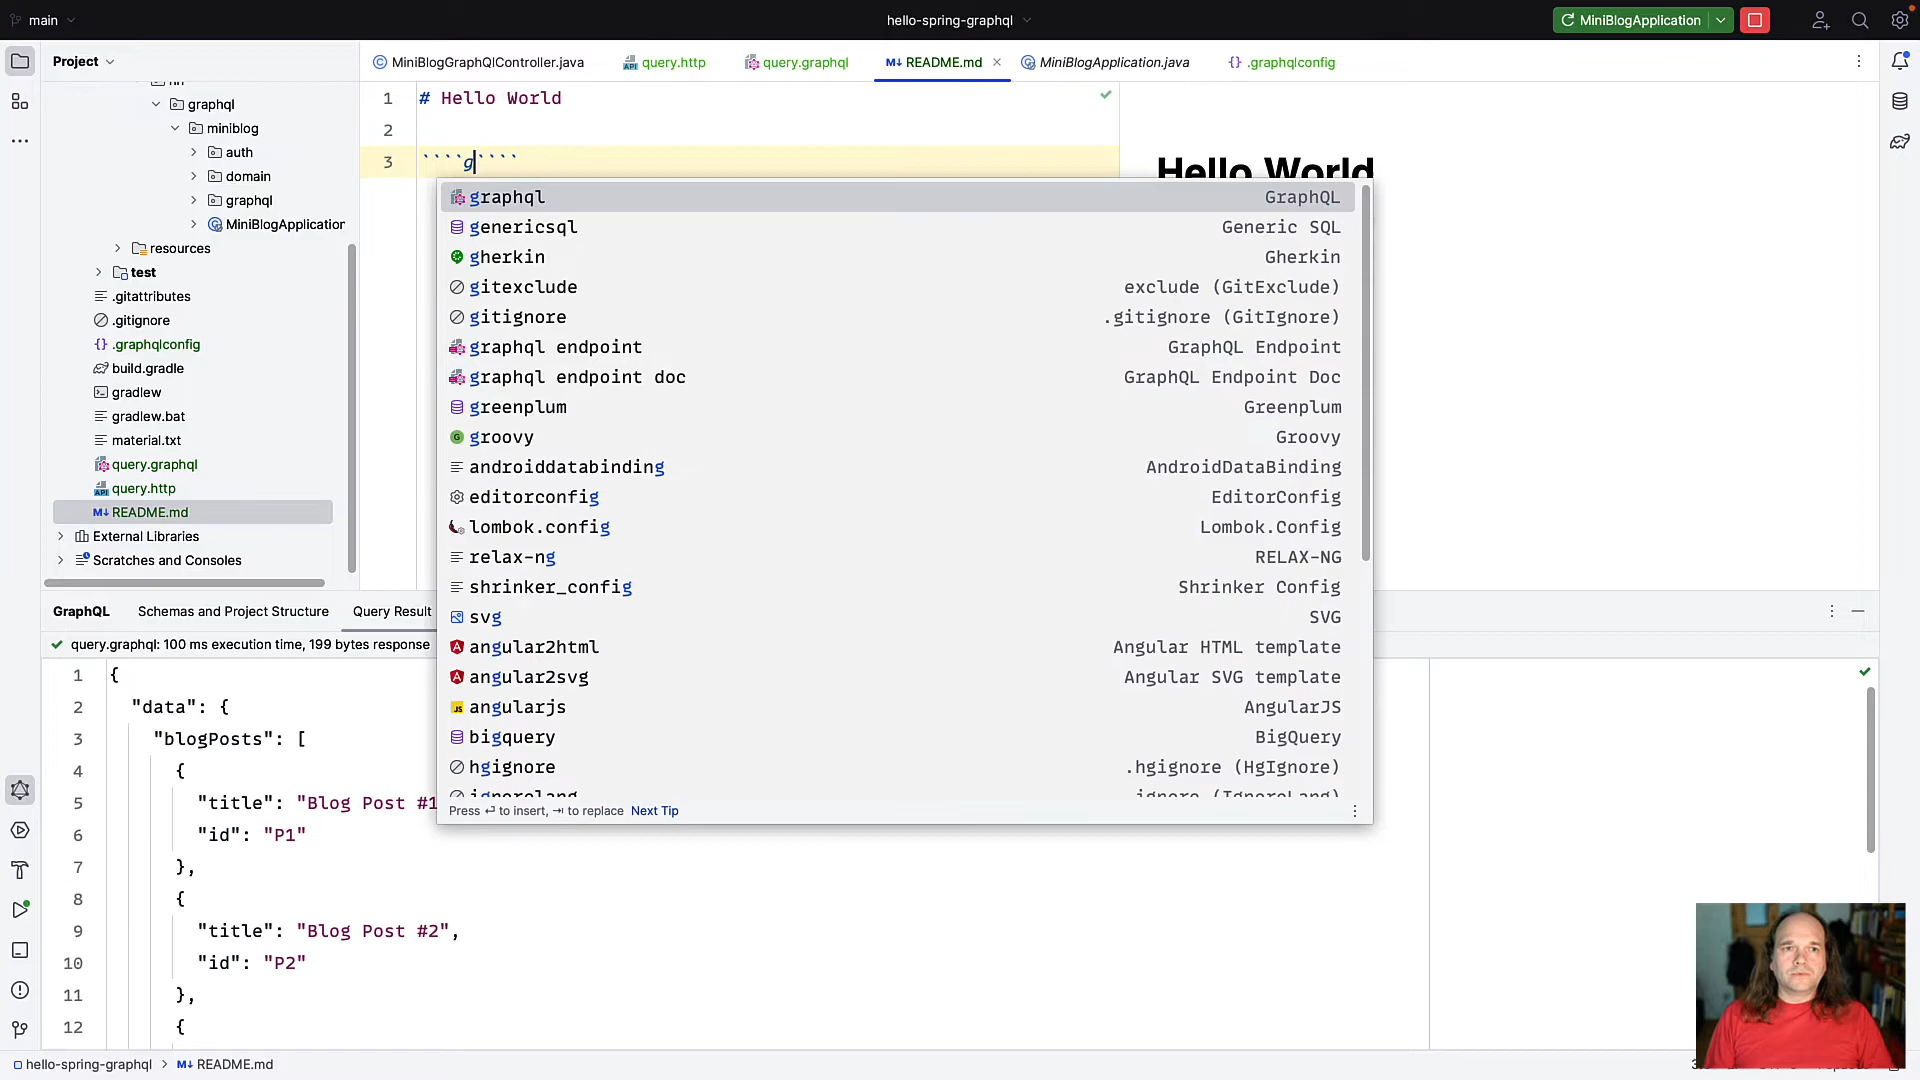 main
hello-spring-graphql
MiniBlogApplication
Project
MiniBlogGraphQlController.java
query.http
query.graphql
README.md
MiniBlogApplication.java
.graphqlconfig
graphql
miniblog
auth
domain
graphql
MiniBlogApplication
resources
test
.gitattributes
.gitignore
.graphqlconfig
build.gradle
gradlew
gradlew.bat
material.txt
query.graphql
query.http
README.md
External Libraries
Scratches and Consoles
1 # Hello World
2
3 ````g````
Hello World
graphql GraphQL
genericsql Generic SQL
gherkin Gherkin
gitexclude exclude (GitExclude)
gitignore .gitignore (GitIgnore)
graphql endpoint GraphQL Endpoint
graphql endpoint doc GraphQL Endpoint Doc
greenplum Greenplum
groovy Groovy
androiddatabinding AndroidDataBinding
editorconfig EditorConfig
lombok.config Lombok.Config
relax-ng RELAX-NG
shrinker_config Shrinker Config
svg SVG
angular2html Angular HTML template
angular2svg Angular SVG template
angularjs AngularJS
bigquery BigQuery
hgignore .hgignore (HgIgnore)
ignorelang .ignore (IgnoreLang)
Press ⏎ to insert, ⇥ to replace Next Tip
GraphQL Schemas and Project Structure Query Result
query.graphql: 100 ms execution time, 199 bytes response
1 {
2 "data": {
3 "blogPosts": [
4 {
5 "title": "Blog Post #1
6 "id": "P1"
7 },
8 {
9 "title": "Blog Post #2",
10 "id": "P2"
11 },
12 {
hello-spring-graphql > README.md